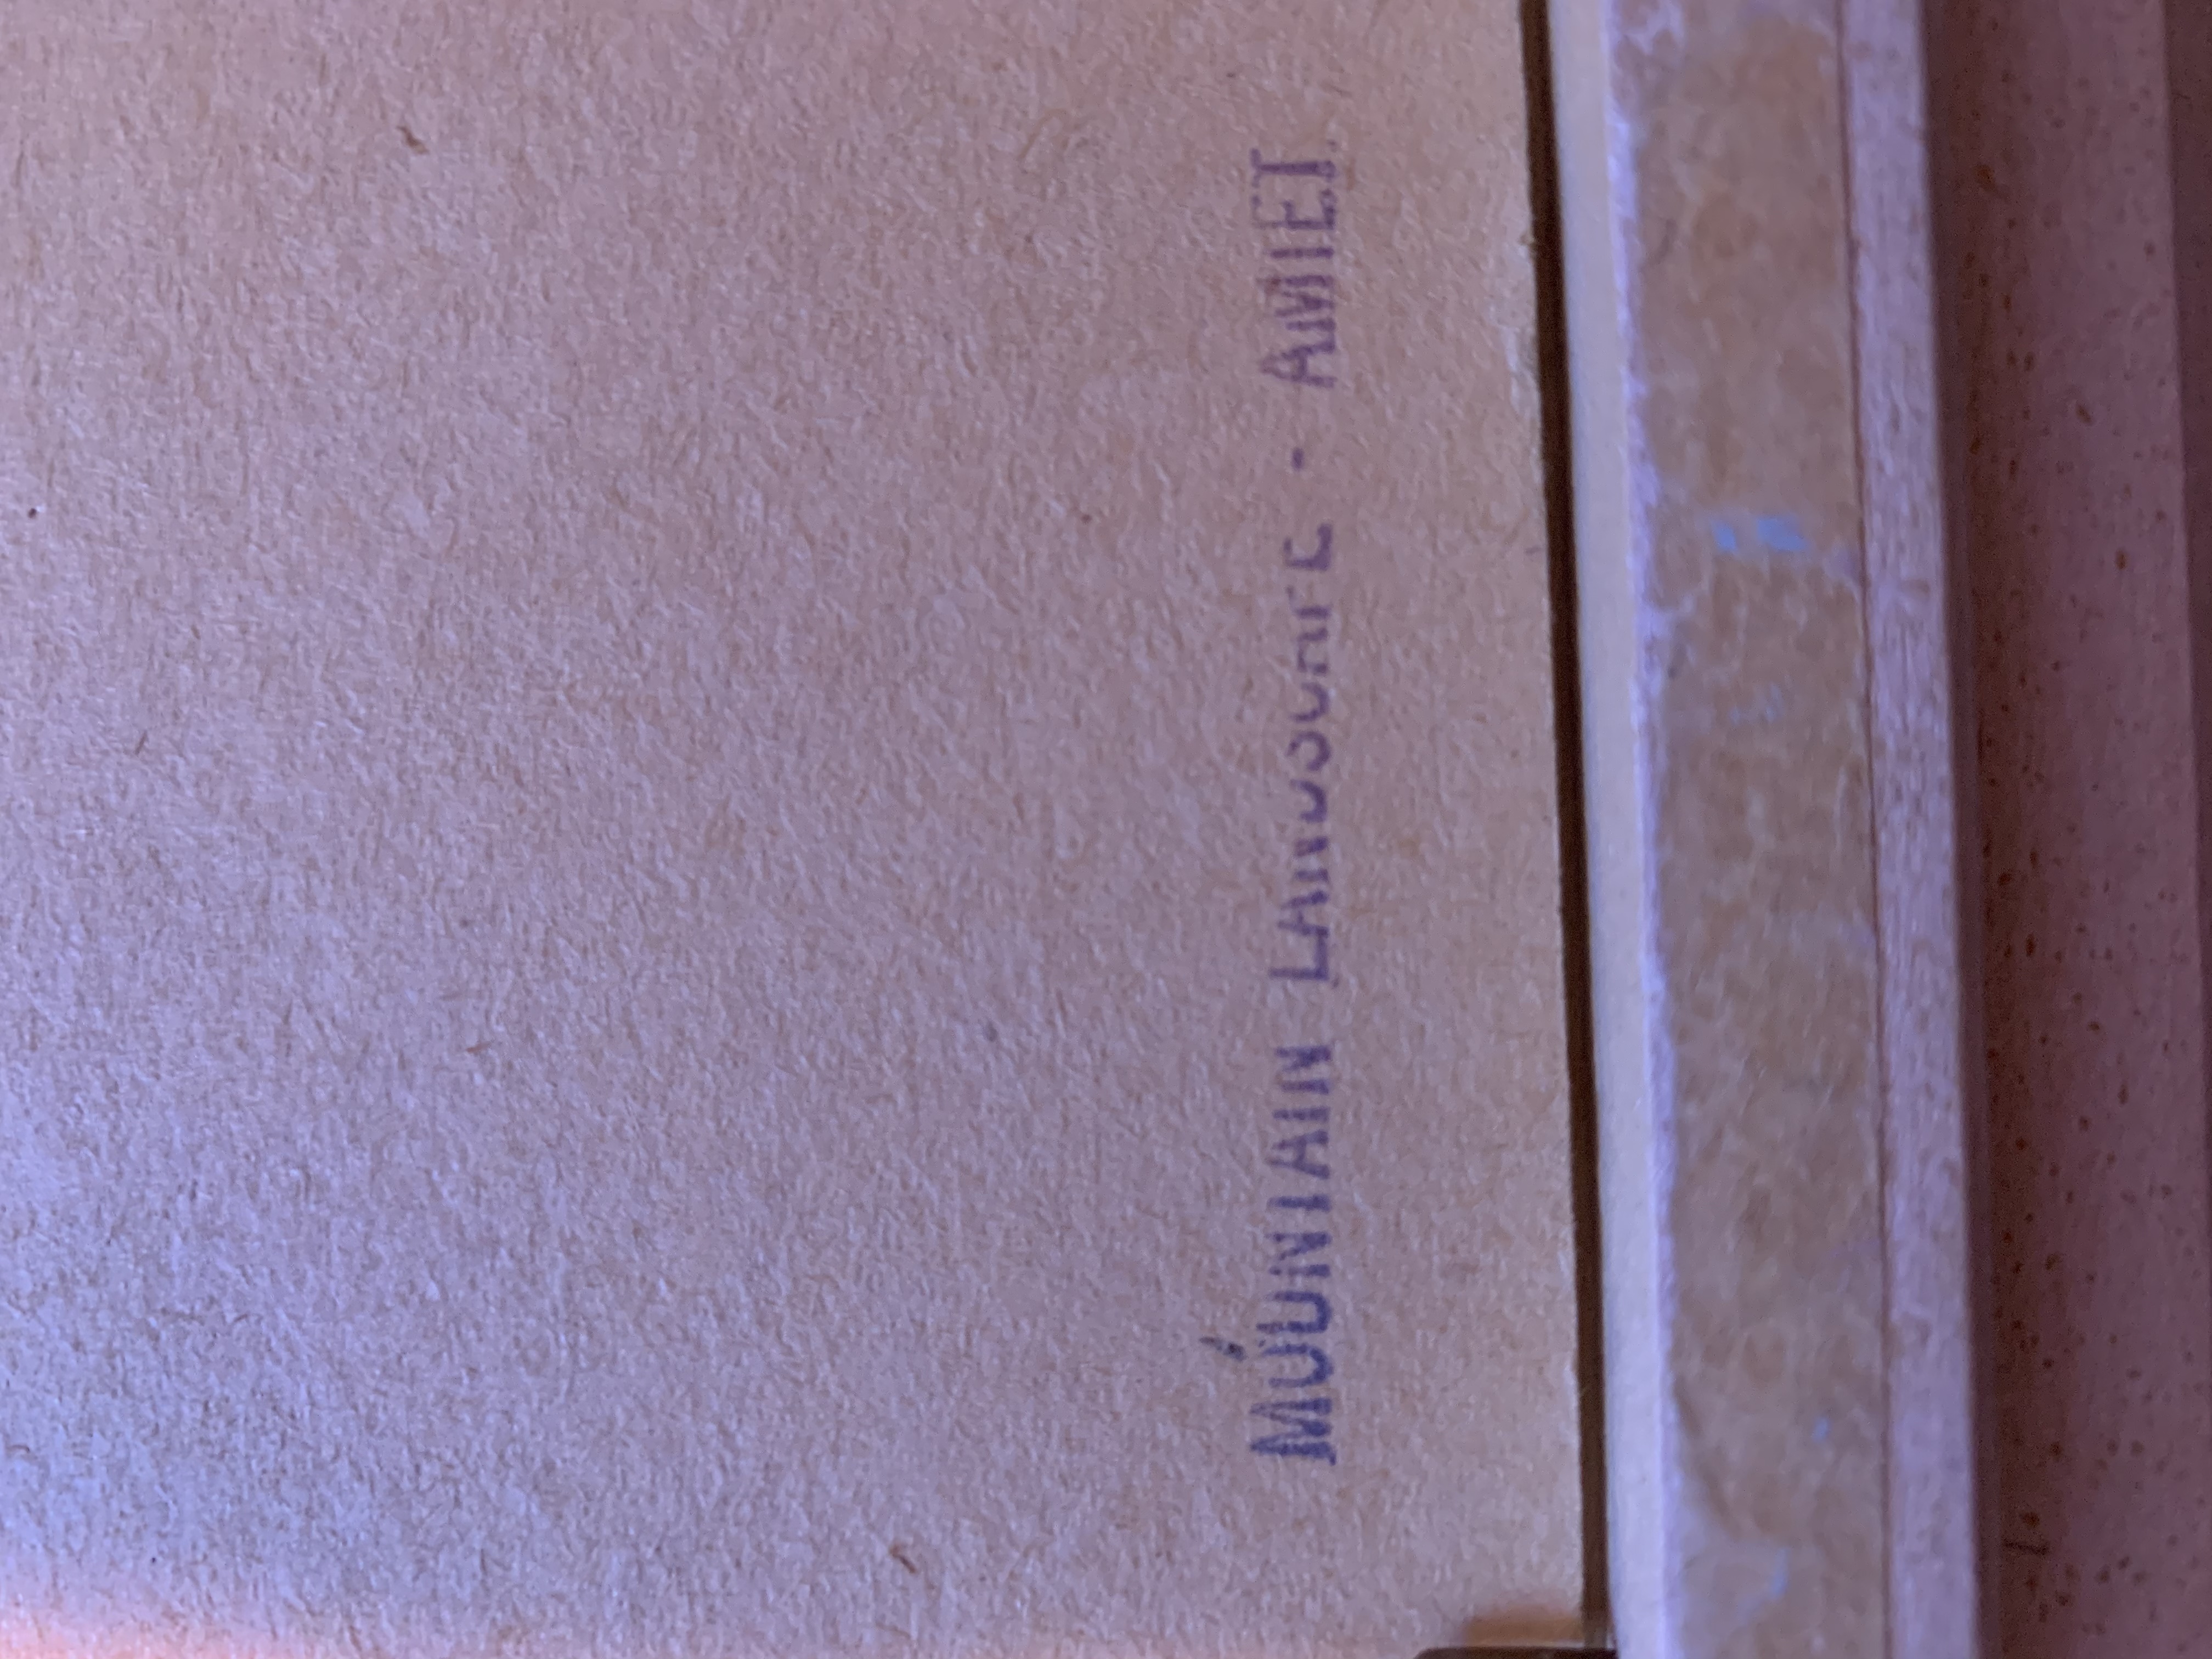 MOUNTAIN LANDSCAPE - AMIET